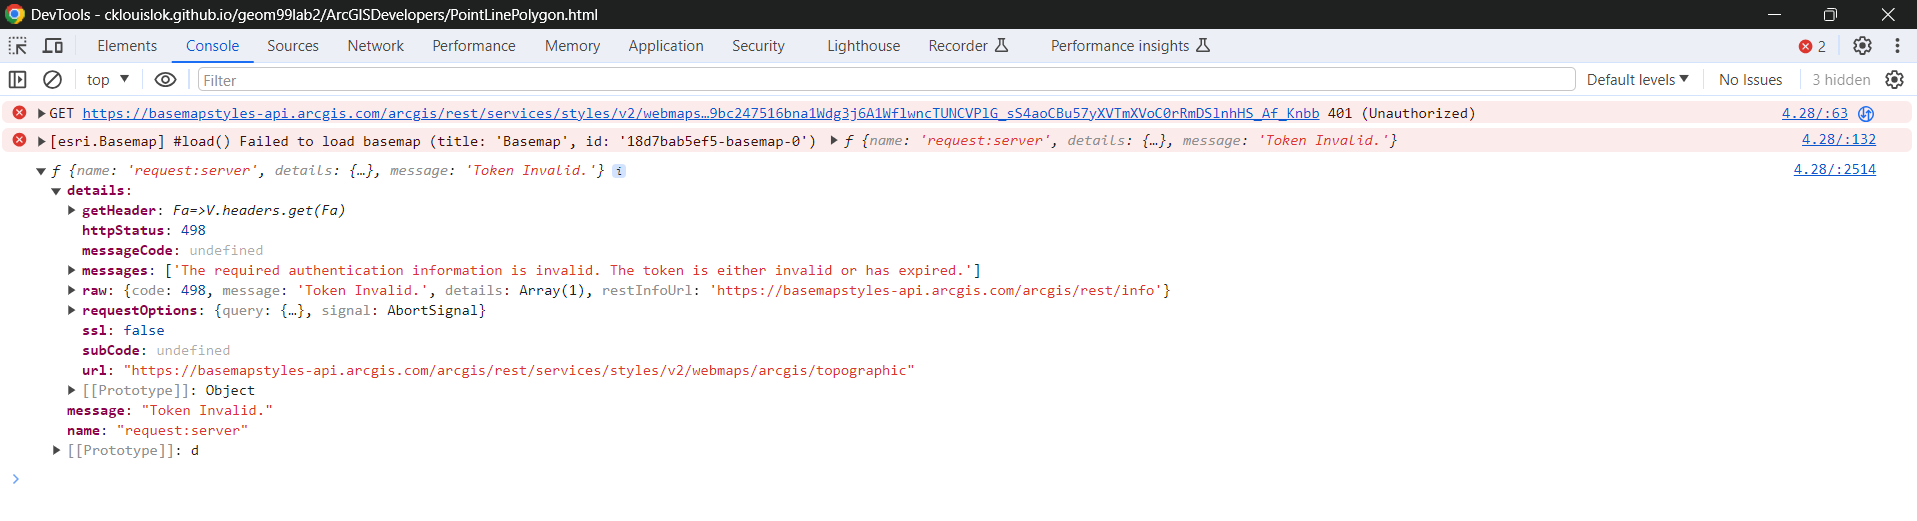 DevTools - cklouislok.github.io/geom99lab2/ArcGISDevelopers/PointLinePolygon.html
Elements Console Sources Network Performance Memory Application Security Lighthouse Recorder Performance insights 2
top Filter Default levels No Issues 3 hidden
GET https://basemapstyles-api.arcgis.com/arcgis/rest/services/styles/v2/webmaps…9bc247516bna1Wdg3j6A1WflwncTUNCVPlG_sS4aoCBu57yXVTmXVoC0rRmDSlnhHS_Af_Knbb 401 (Unauthorized) 4.28/:63
[esri.Basemap] #load() Failed to load basemap (title: 'Basemap', id: '18d7bab5ef5-basemap-0') ƒ {name: 'request:server', details: {…}, message: 'Token Invalid.'} 4.28/:132
ƒ {name: 'request:server', details: {…}, message: 'Token Invalid.'} i 4.28/:2514
details:
getHeader: Fa=>V.headers.get(Fa)
httpStatus: 498
messageCode: undefined
messages: ['The required authentication information is invalid. The token is either invalid or has expired.']
raw: {code: 498, message: 'Token Invalid.', details: Array(1), restInfoUrl: 'https://basemapstyles-api.arcgis.com/arcgis/rest/info'}
requestOptions: {query: {…}, signal: AbortSignal}
ssl: false
subCode: undefined
url: "https://basemapstyles-api.arcgis.com/arcgis/rest/services/styles/v2/webmaps/arcgis/topographic"
[[Prototype]]: Object
message: "Token Invalid."
name: "request:server"
[[Prototype]]: d